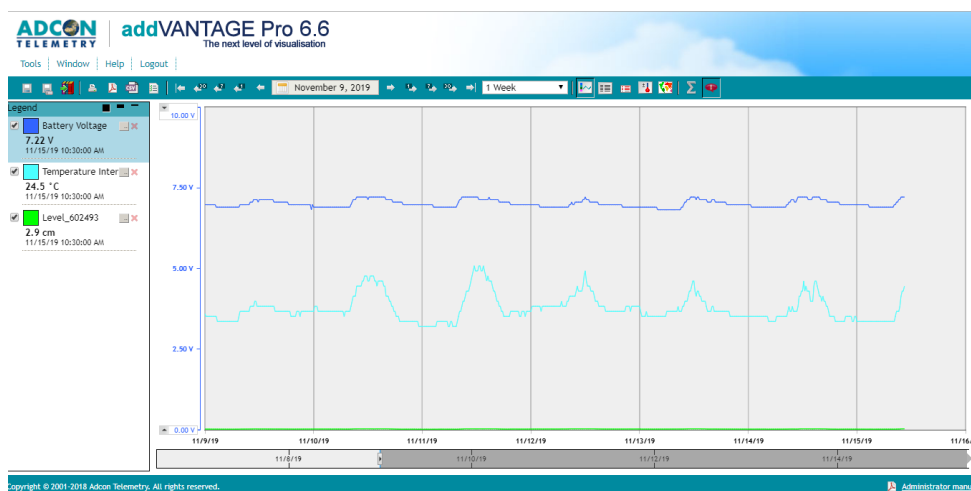 ADCON
TELEMETRY
addVANTAGE Pro 6.6
The next level of visualisation
Tools Window Help Logout
November 9, 2019
1 Week
Legend
Battery Voltage
7.22 V
11/15/19 10:30:00 AM
Temperature Inter
24.5 °C
11/15/19 10:30:00 AM
Level_602493
2.9 cm
11/15/19 10:30:00 AM
10.00 V
7.50 V
5.00 V
2.50 V
0.00 V
11/9/19 11/10/19 11/11/19 11/12/19 11/13/19 11/14/19 11/15/19 11/16/
11/8/19 11/10/19 11/12/19 11/14/19
Copyright © 2001-2018 Adcon Telemetry. All rights reserved.
Administrator manu